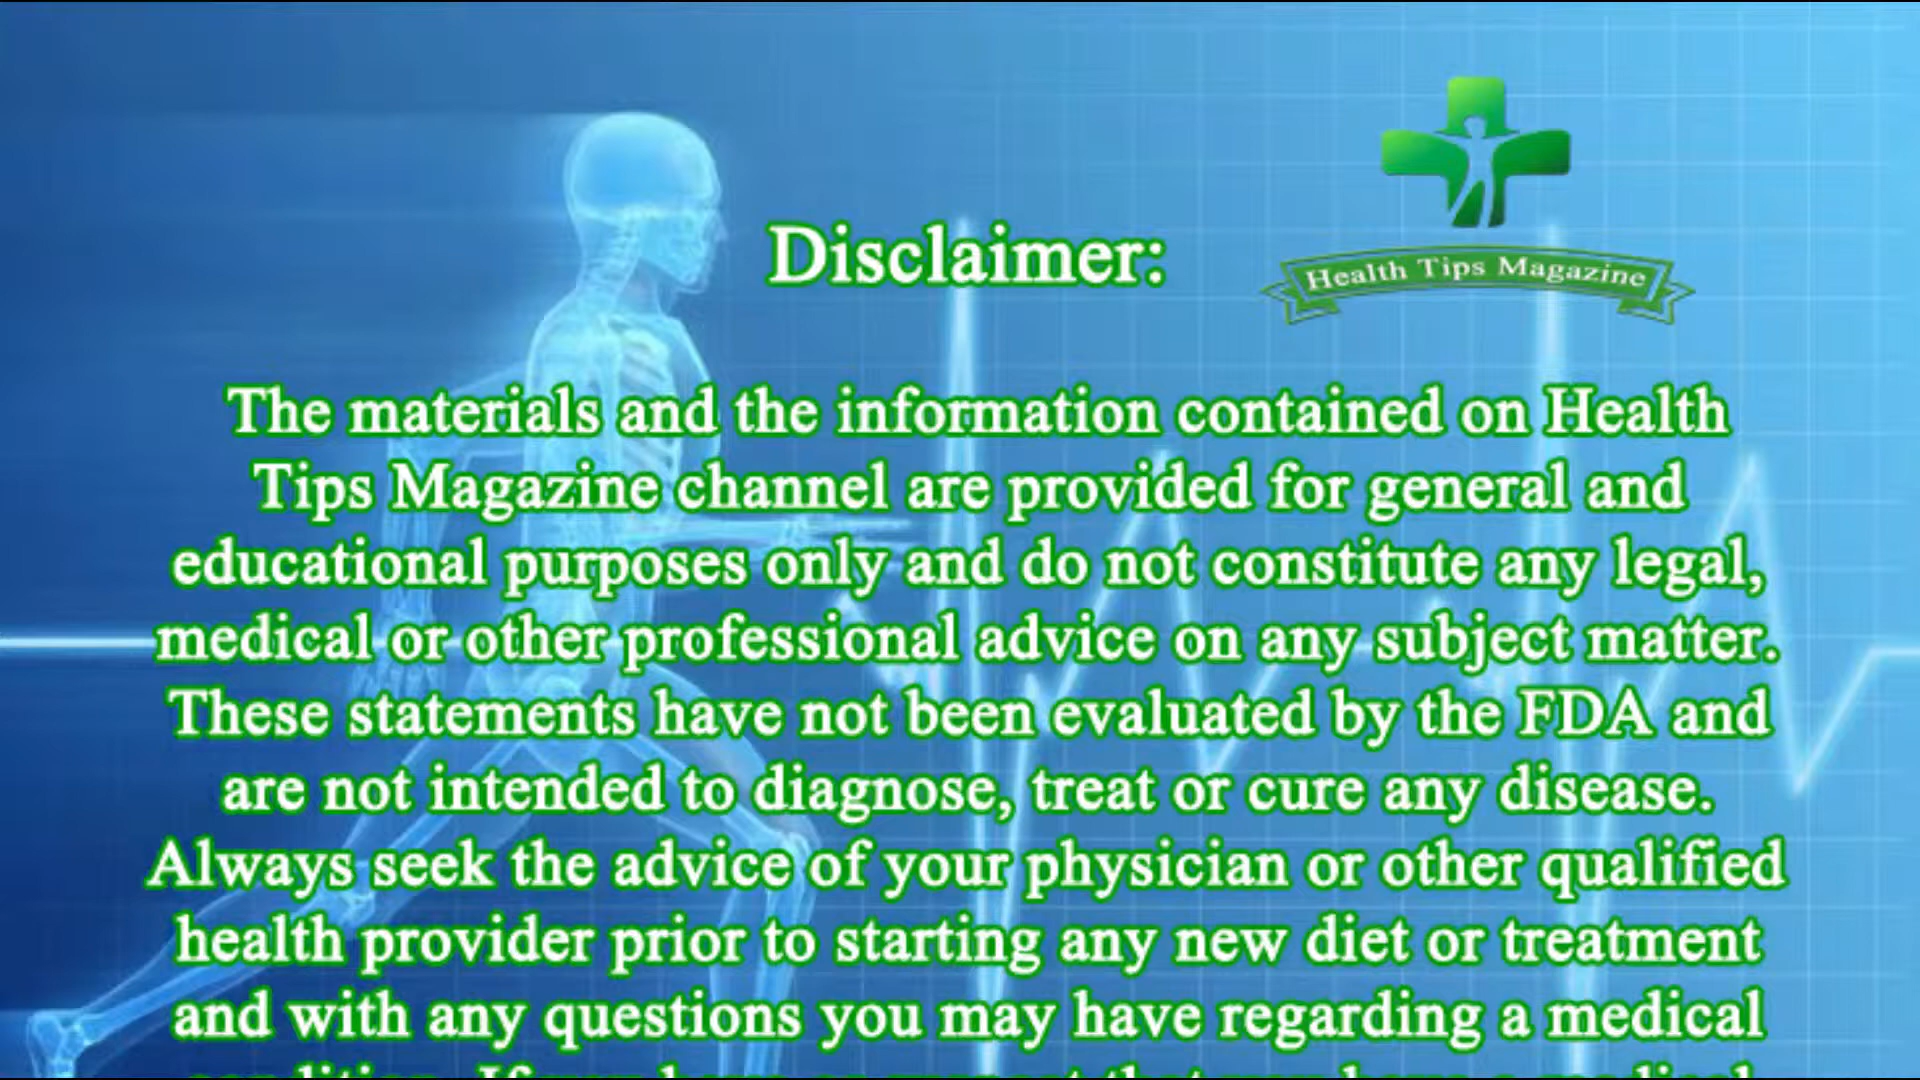 Health Tips Magazine
Disclaimer:
The materials and the information contained on Health
Tips Magazine channel are provided for general and
educational purposes only and do not constitute any legal,
medical or other professional advice on any subject matter.
These statements have not been evaluated by the FDA and
are not intended to diagnose, treat or cure any disease.
Always seek the advice of your physician or other qualified
health provider prior to starting any new diet or treatment
and with any questions you may have regarding a medical